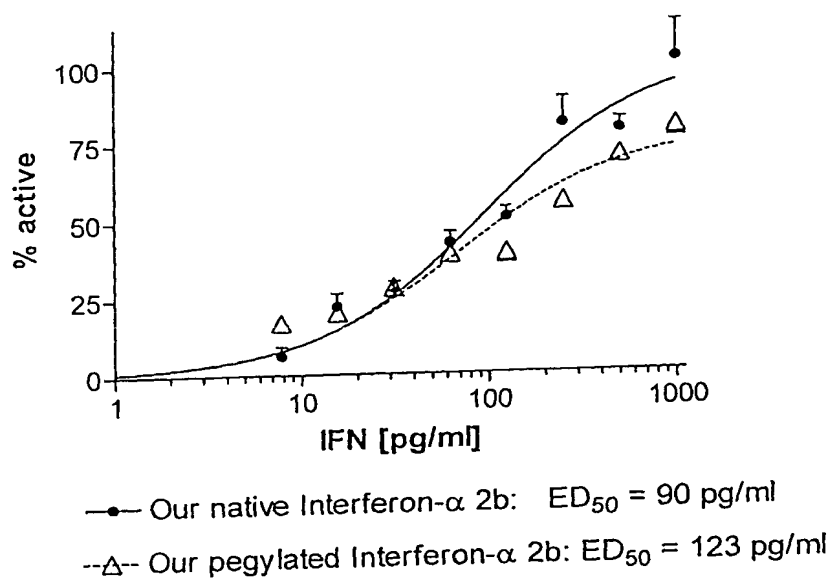 100
75
50
25
0
% active
1 10 100 1000
IFN [pg/ml]
Our native Interferon-α 2b: ED₅₀ = 90 pg/ml
Our pegylated Interferon-α 2b: ED₅₀ = 123 pg/ml